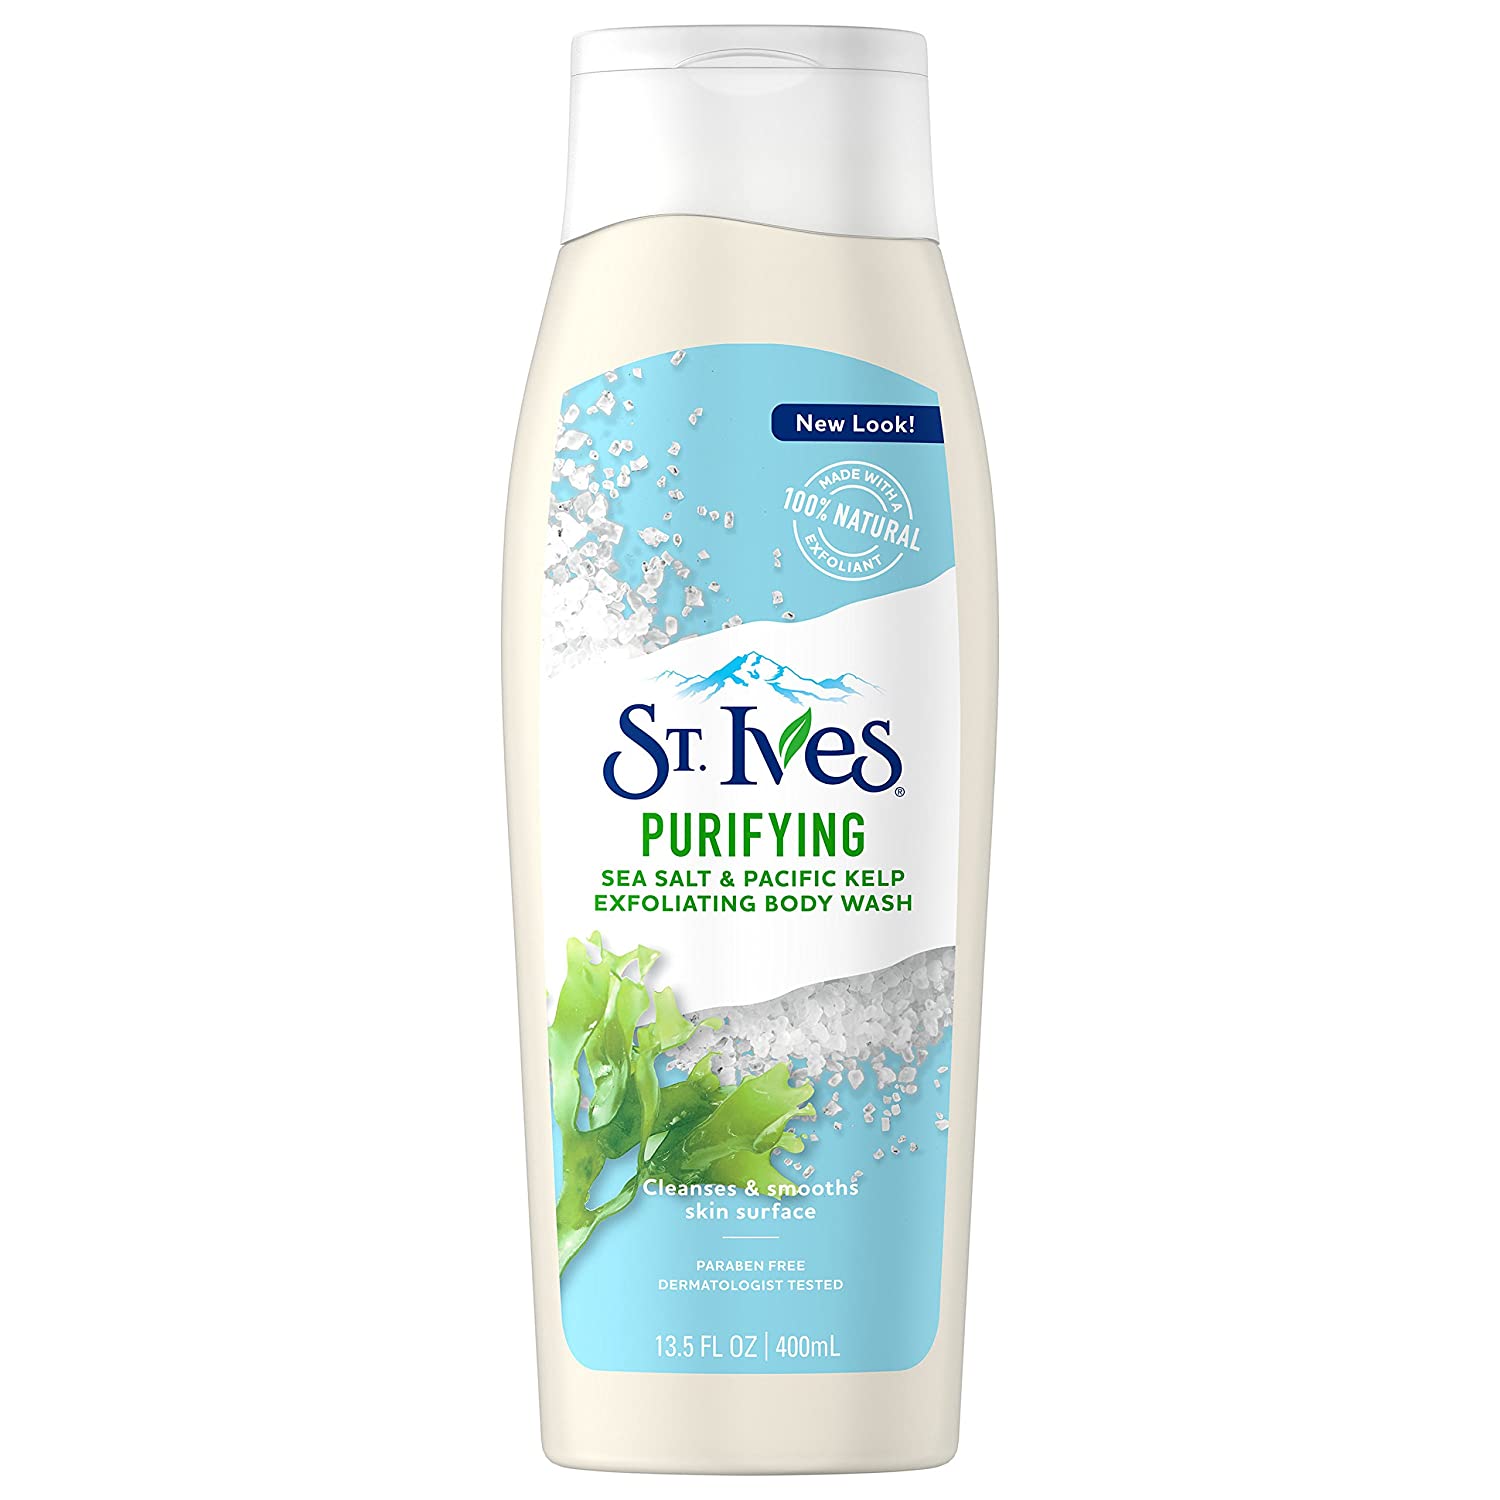 New Look!
MADE WITH A
100% NATURAL
EXFOLIANT
ST. Ives®
PURIFYING
SEA SALT & PACIFIC KELP
EXFOLIATING BODY WASH
Cleanses & smooths
skin surface
PARABEN FREE
DERMATOLOGIST TESTED
13.5 FL OZ | 400mL